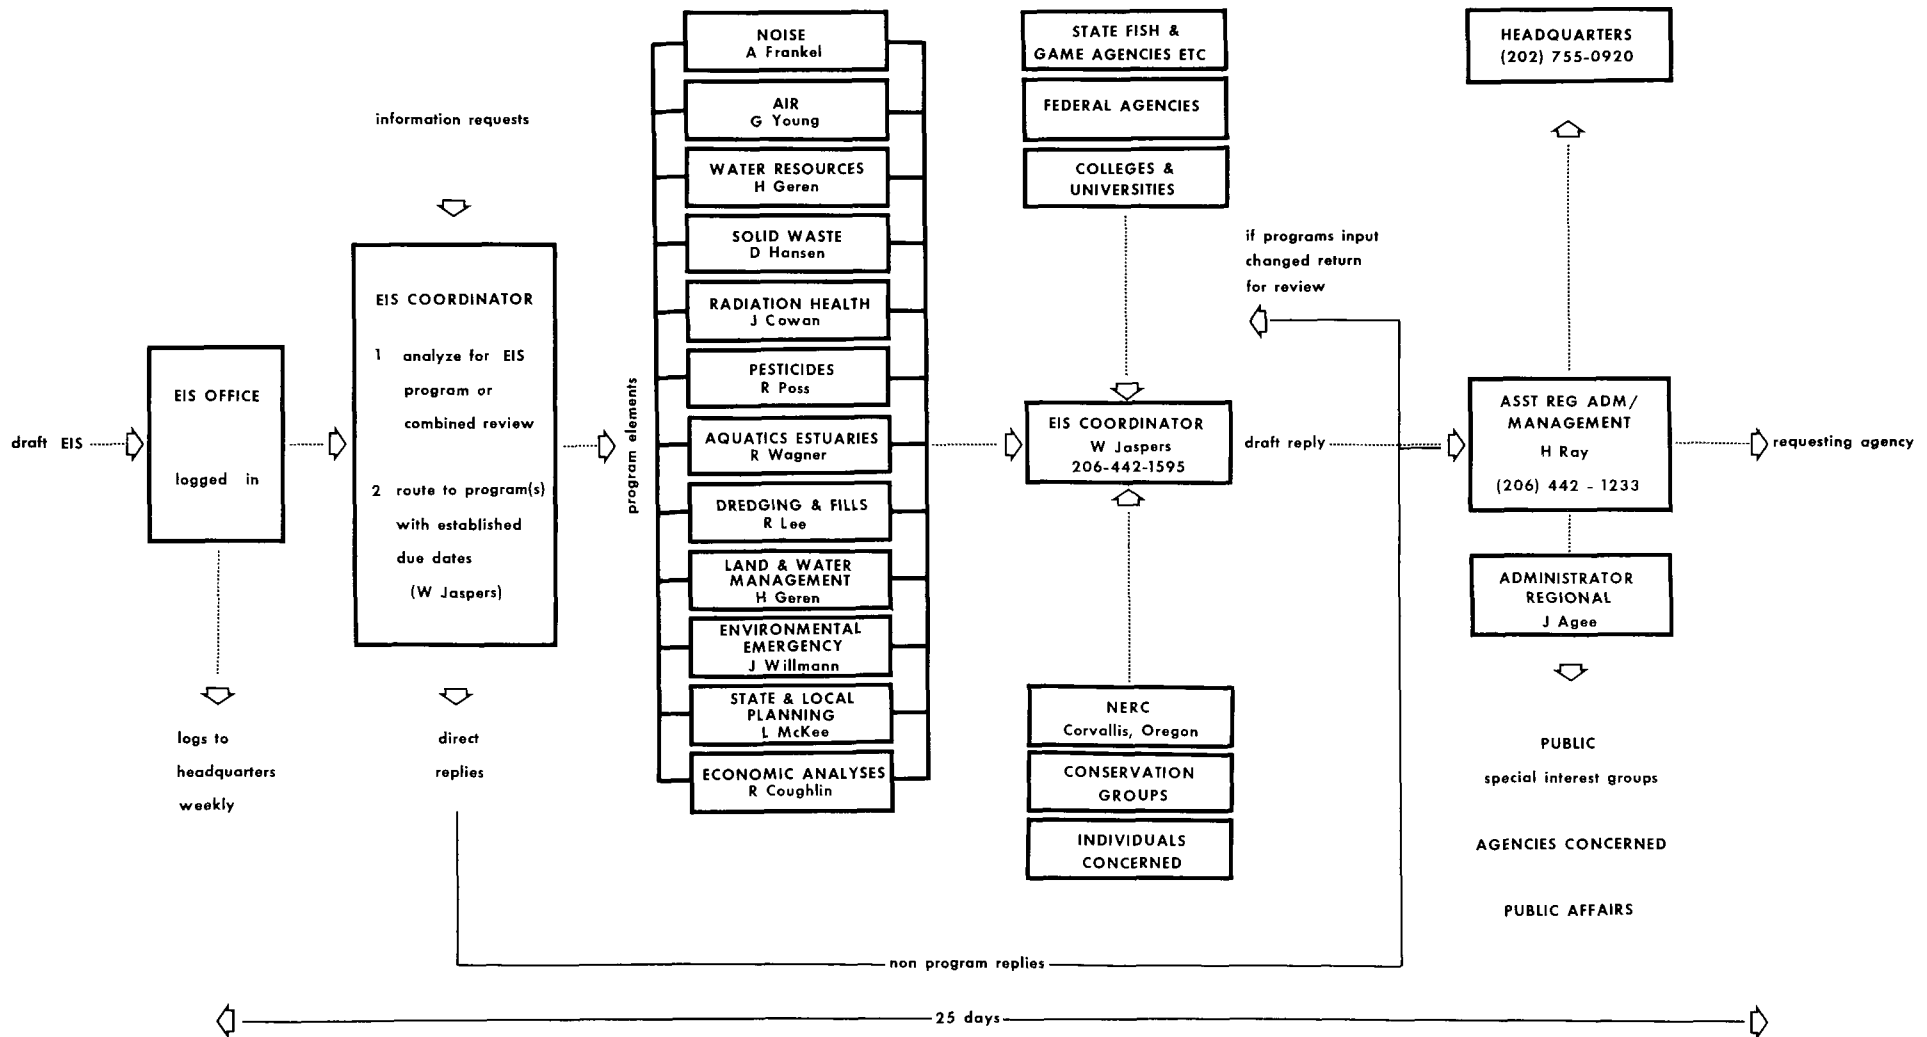 draft EIS
EIS OFFICE
logged in
logs to
headquarters
weekly
information requests
EIS COORDINATOR
1 analyze for EIS
program or
combined review
2 route to program(s)
with established
due dates
(W Jaspers)
direct
replies
program elements
NOISE
A Frankel
AIR
G Young
WATER RESOURCES
H Geren
SOLID WASTE
D Hansen
RADIATION HEALTH
J Cowan
PESTICIDES
R Poss
AQUATICS ESTUARIES
R Wagner
DREDGING & FILLS
R Lee
LAND & WATER
MANAGEMENT
H Geren
ENVIRONMENTAL
EMERGENCY
J Willmann
STATE & LOCAL
PLANNING
L McKee
ECONOMIC ANALYSES
R Coughlin
STATE FISH &
GAME AGENCIES ETC
FEDERAL AGENCIES
COLLEGES &
UNIVERSITIES
EIS COORDINATOR
W Jaspers
206-442-1595
NERC
Corvallis, Oregon
CONSERVATION
GROUPS
INDIVIDUALS
CONCERNED
if programs input
changed return
for review
draft reply
HEADQUARTERS
(202) 755-0920
ASST REG ADM/
MANAGEMENT
H Ray
(206) 442 - 1233
requesting agency
ADMINISTRATOR
REGIONAL
J Agee
PUBLIC
special interest groups
AGENCIES CONCERNED
PUBLIC AFFAIRS
non program replies
25 days